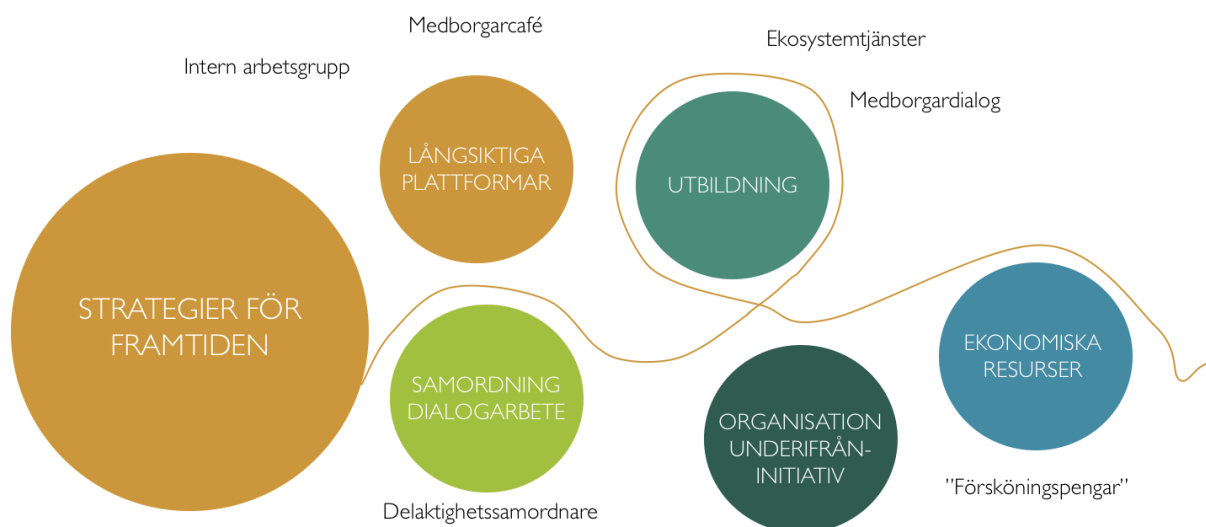 Medborgarcafé
Ekosystemtjänster
Intern arbetsgrupp
Medborgardialog
LÅNGSIKTIGA
PLATTFORMAR
UTBILDNING
STRATEGIER FÖR
FRAMTIDEN
EKONOMISKA
RESURSER
SAMORDNING
DIALOGARBETE
ORGANISATION
UNDERIFRÅN-
INITIATIV
"Försköningspengar"
Delaktighetssamordnare